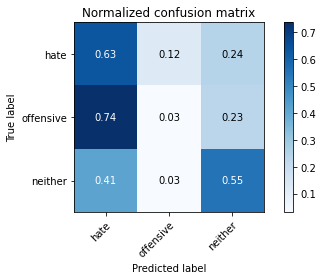 Normalized confusion matrix
True label
hate 0.63 0.12 0.24
offensive 0.74 0.03 0.23
neither 0.41 0.03 0.55
hate offensive neither
Predicted label
0.7
0.6
0.5
0.4
0.3
0.2
0.1